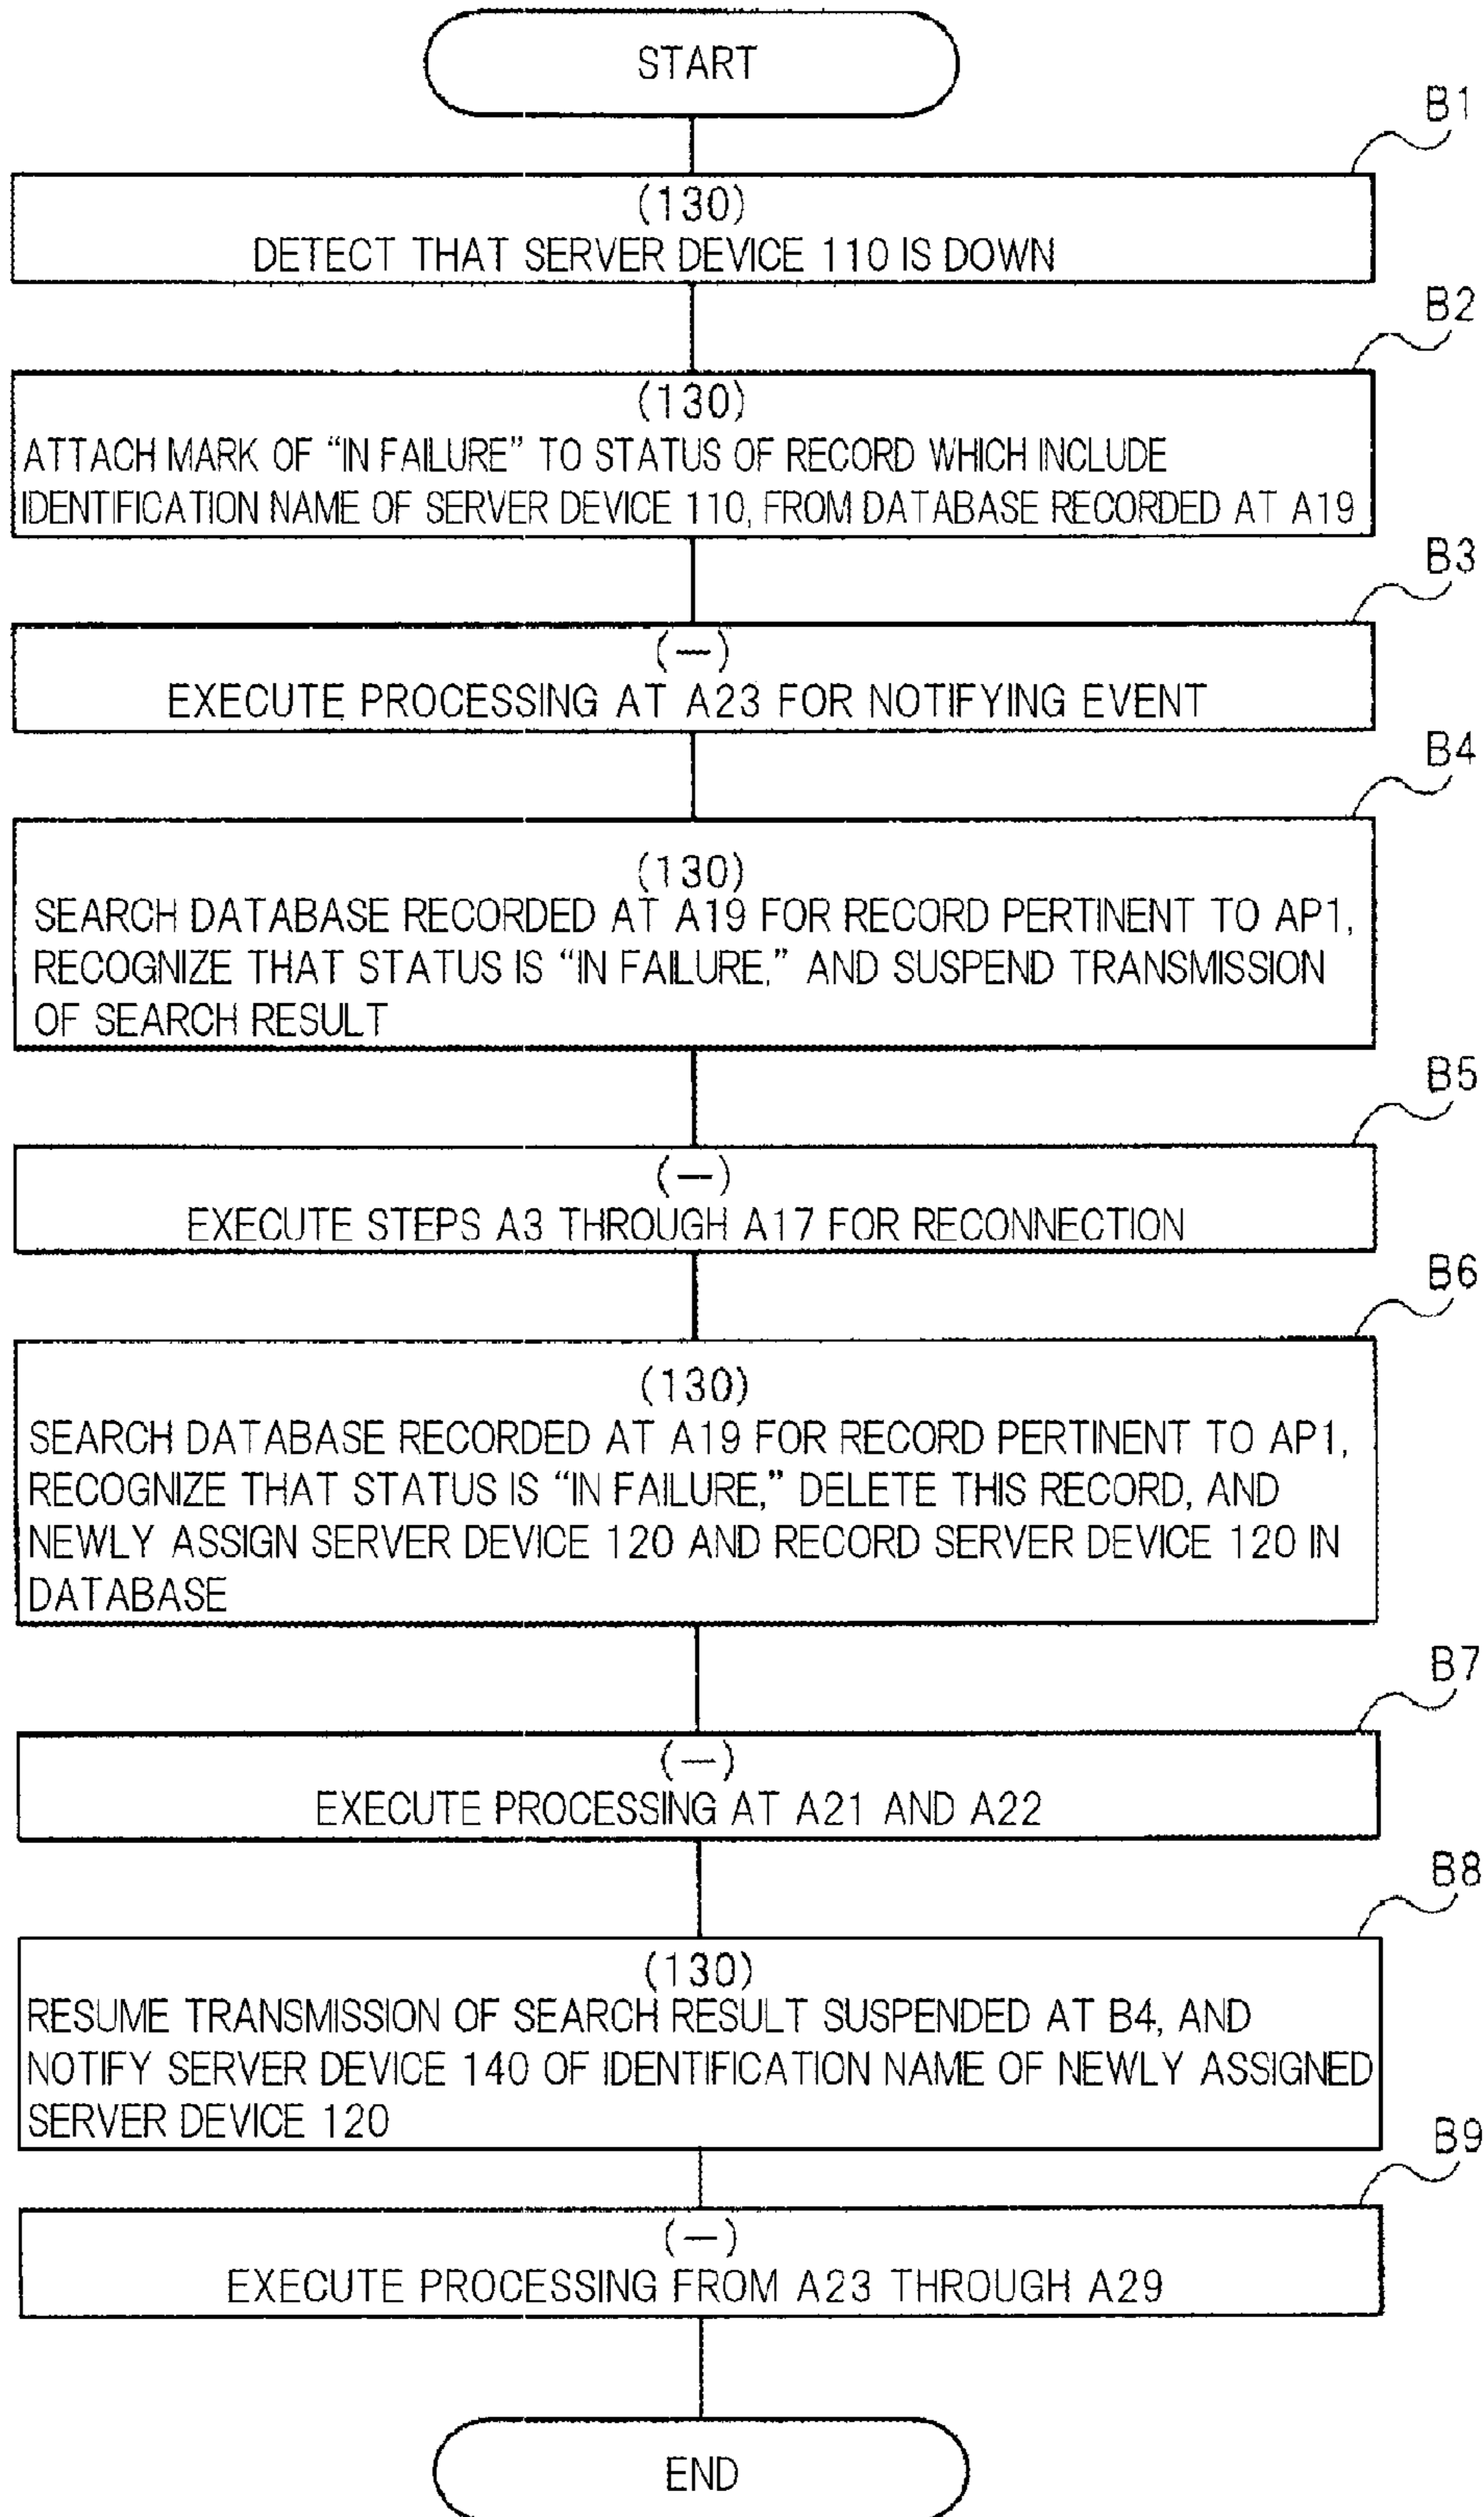 START
B1
(130)
DETECT THAT SERVER DEVICE 110 IS DOWN
B2
(130)
ATTACH MARK OF “IN FAILURE” TO STATUS OF RECORD WHICH INCLUDE
IDENTIFICATION NAME OF SERVER DEVICE 110, FROM DATABASE RECORDED AT A19
B3
(—)
EXECUTE PROCESSING AT A23 FOR NOTIFYING EVENT
B4
(130)
SEARCH DATABASE RECORDED AT A19 FOR RECORD PERTINENT TO AP1,
RECOGNIZE THAT STATUS IS “IN FAILURE,” AND SUSPEND TRANSMISSION
OF SEARCH RESULT
B5
(—)
EXECUTE STEPS A3 THROUGH A17 FOR RECONNECTION
B6
(130)
SEARCH DATABASE RECORDED AT A19 FOR RECORD PERTINENT TO AP1,
RECOGNIZE THAT STATUS IS “IN FAILURE,” DELETE THIS RECORD, AND
NEWLY ASSIGN SERVER DEVICE 120 AND RECORD SERVER DEVICE 120 IN
DATABASE
B7
(—)
EXECUTE PROCESSING AT A21 AND A22
B8
(130)
RESUME TRANSMISSION OF SEARCH RESULT SUSPENDED AT B4, AND
NOTIFY SERVER DEVICE 140 OF IDENTIFICATION NAME OF NEWLY ASSIGNED
SERVER DEVICE 120
B9
(—)
EXECUTE PROCESSING FROM A23 THROUGH A29
END